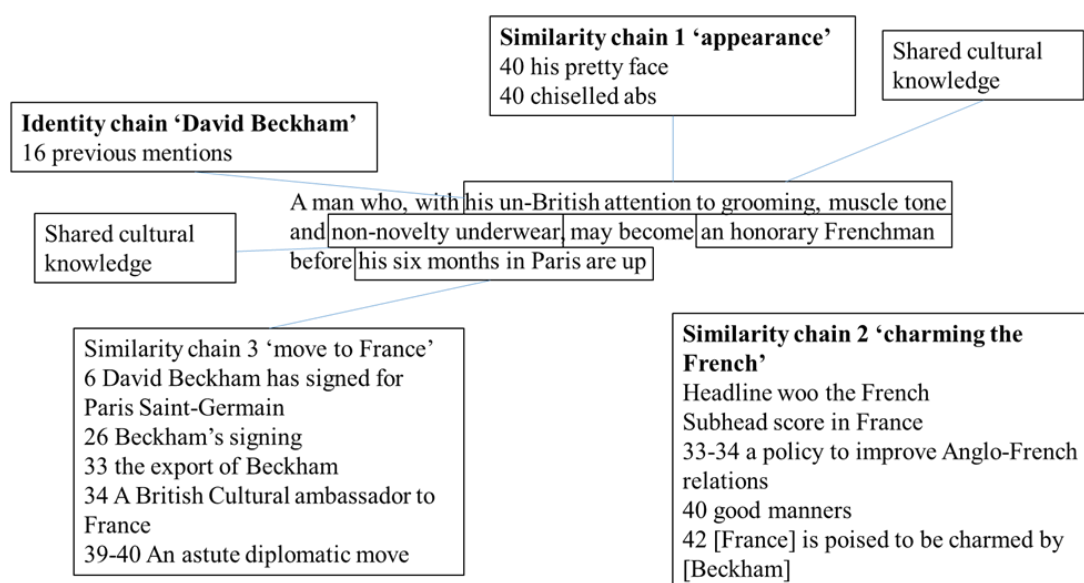 Similarity chain 1 ‘appearance’
40 his pretty face
40 chiselled abs
Shared cultural
knowledge
Identity chain ‘David Beckham’
16 previous mentions
A man who, with his un-British attention to grooming, muscle tone
and non-novelty underwear, may become an honorary Frenchman
before his six months in Paris are up
Shared cultural
knowledge
Similarity chain 3 ‘move to France’
6 David Beckham has signed for
Paris Saint-Germain
26 Beckham’s signing
33 the export of Beckham
34 A British Cultural ambassador to
France
39-40 An astute diplomatic move
Similarity chain 2 ‘charming the
French’
Headline woo the French
Subhead score in France
33-34 a policy to improve Anglo-French
relations
40 good manners
42 [France] is poised to be charmed by
[Beckham]